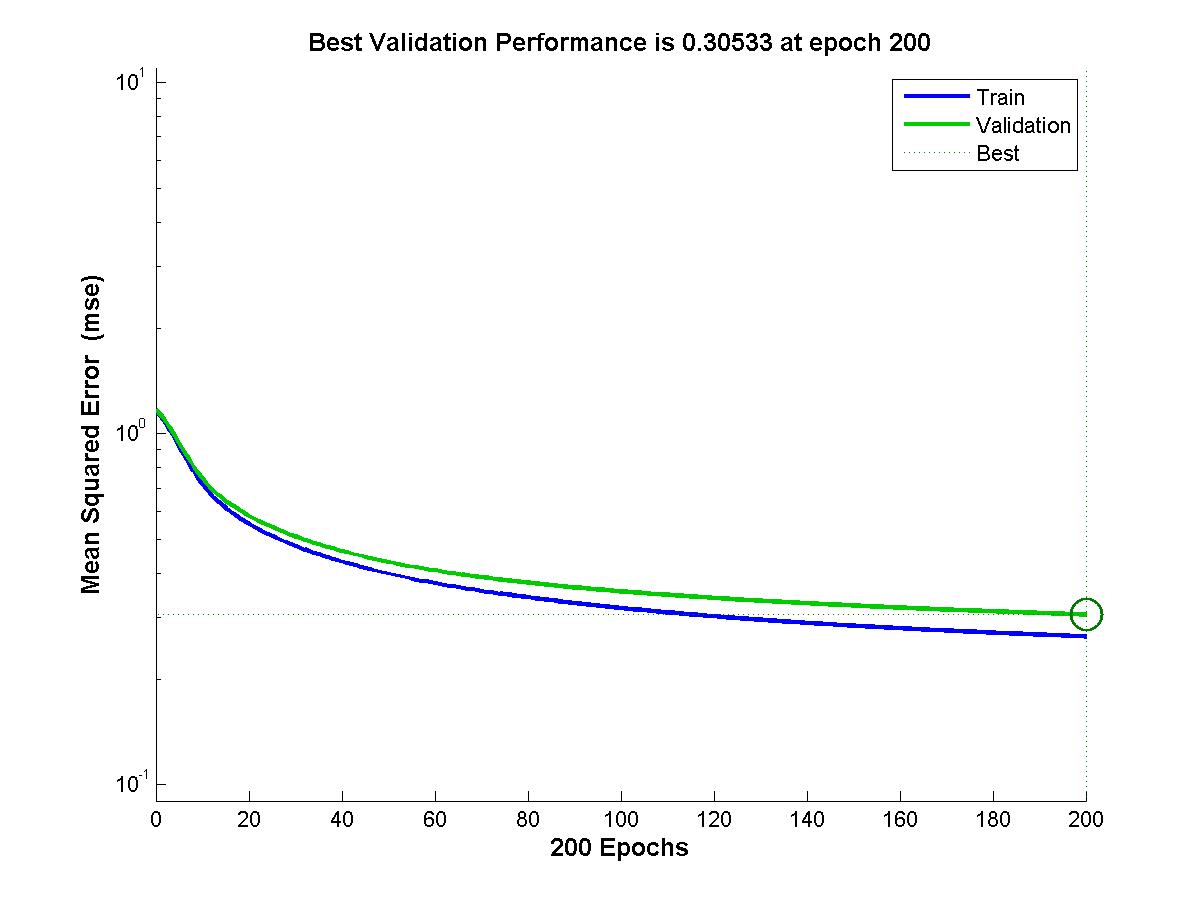 Best Validation Performance is 0.30533 at epoch 200
10^1
10^0
10^-1
Mean Squared Error (mse)
Train
Validation
Best
0 20 40 60 80 100 120 140 160 180 200
200 Epochs